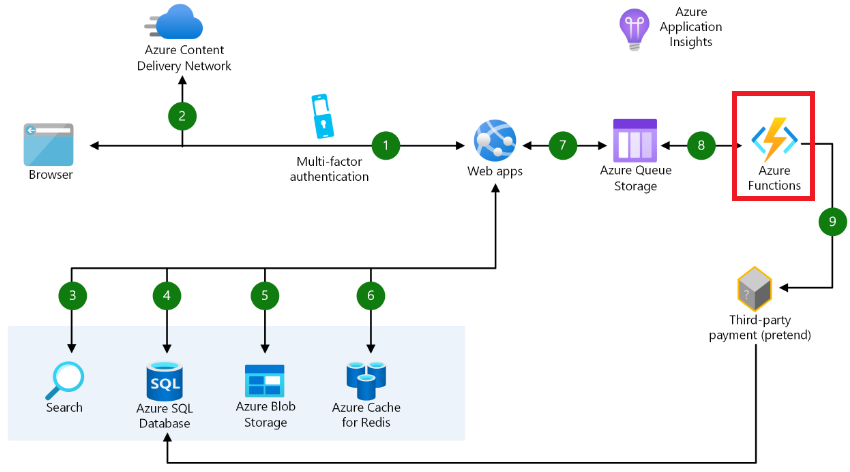 Azure Content
Delivery Network
Azure
Application
Insights
2
Browser
Multi-factor
authentication
1
Web apps
7
Azure Queue
Storage
8
Azure
Functions
9
3
4
5
6
?
Third-party
payment (pretend)
Search
SQL
Azure SQL
Database
Azure Blob
Storage
Azure Cache
for Redis